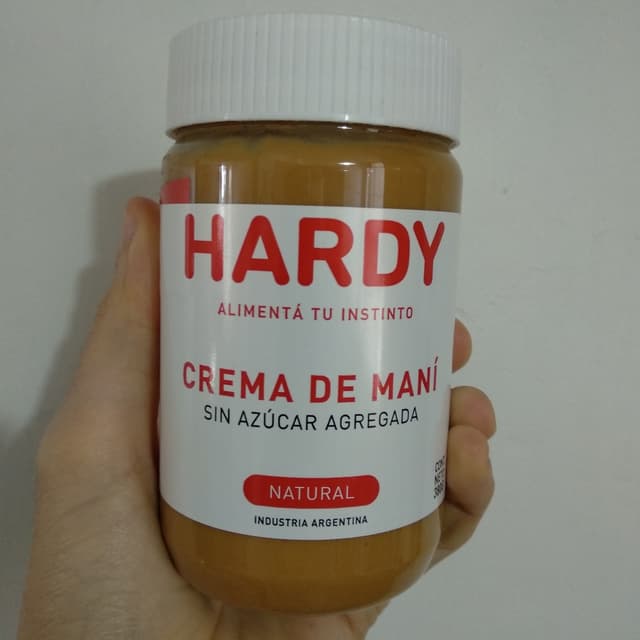 HARDY
ALIMENTÁ TU INSTINTO
CREMA DE MANÍ
SIN AZÚCAR AGREGADA
NATURAL
INDUSTRIA ARGENTINA